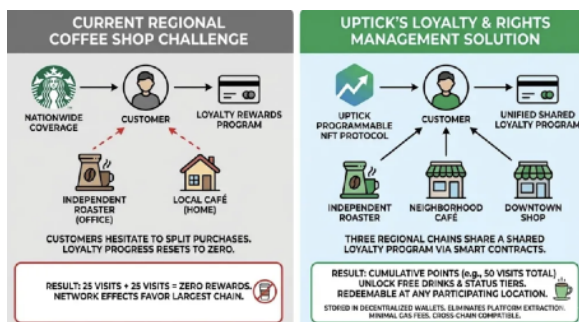 CURRENT REGIONAL
COFFEE SHOP CHALLENGE
NATIONWIDE
COVERAGE
CUSTOMER
LOYALTY REWARDS
PROGRAM
INDEPENDENT
ROASTER
(OFFICE)
LOCAL CAFÉ
(HOME)
CUSTOMERS HESITATE TO SPLIT PURCHASES.
LOYALTY PROGRESS RESETS TO ZERO.
RESULT: 25 VISITS + 25 VISITS = ZERO REWARDS.
NETWORK EFFECTS FAVOR LARGEST CHAIN.
UPTICK'S LOYALTY & RIGHTS
MANAGEMENT SOLUTION
UPTICK
PROGRAMMABLE
NFT PROTOCOL
CUSTOMER
UNIFIED SHARED
LOYALTY PROGRAM
INDEPENDENT
ROASTER
NEIGHBORHOOD
CAFÉ
DOWNTOWN
SHOP
THREE REGIONAL CHAINS SHARE A SHARED
LOYALTY PROGRAM VIA SMART CONTRACTS.
RESULT: CUMULATIVE POINTS (e.g., 50 VISITS TOTAL)
UNLOCK FREE DRINKS & STATUS TIERS.
REDEEMABLE AT ANY PARTICIPATING LOCATION.
STORED IN DECENTRALIZED WALLETS. ELIMINATES PLATFORM EXTRACTION.
MINIMAL GAS FEES. CROSS-CHAIN COMPATIBLE.